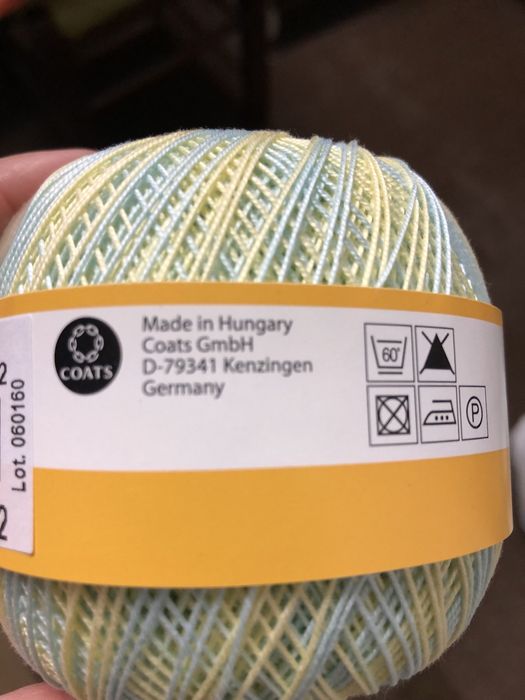 Made in Hungary
Coats GmbH
D-79341 Kenzingen
Germany
COATS
60°
P
Lot. 060160